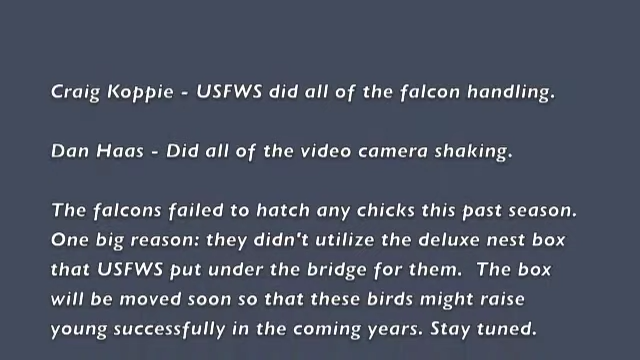 Craig Koppie - USFWS did all of the falcon handling.
Dan Haas - Did all of the video camera shaking.
The falcons failed to hatch any chicks this past season.
One big reason: they didn't utilize the deluxe nest box
that USFWS put under the bridge for them.  The box
will be moved soon so that these birds might raise
young successfully in the coming years. Stay tuned.